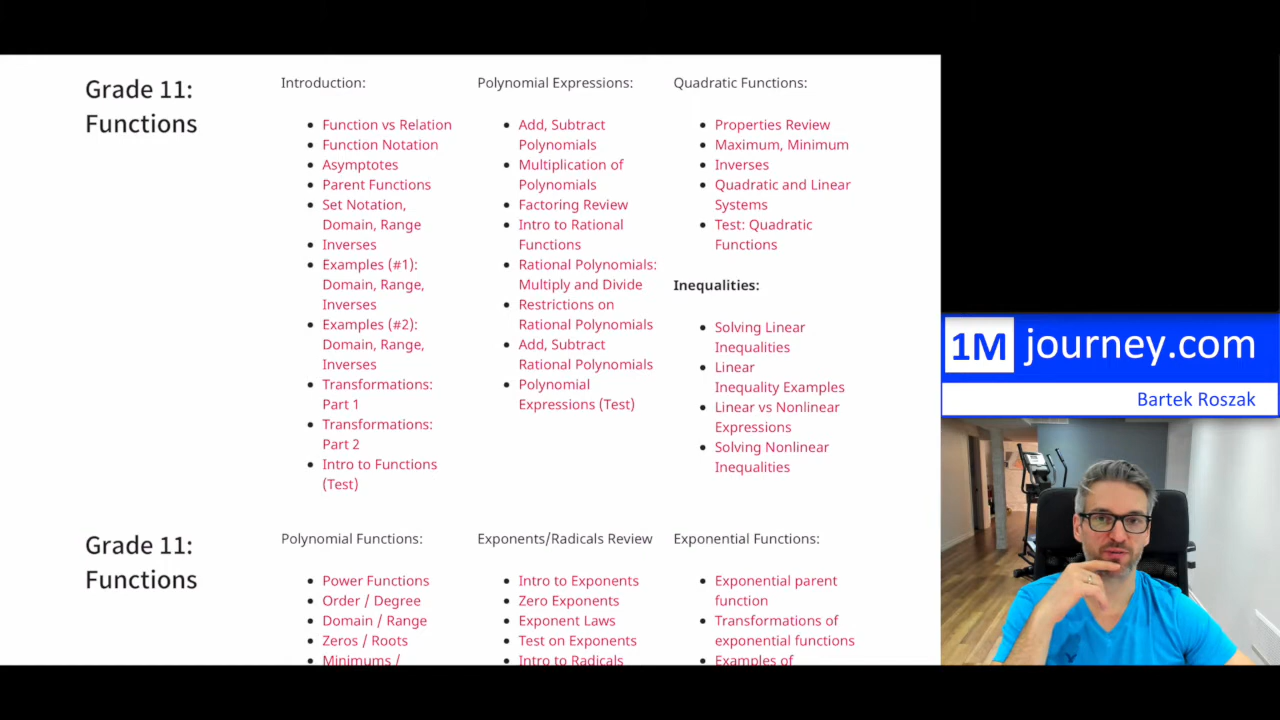 Grade 11:
Functions
Introduction:
Function vs Relation
Function Notation
Asymptotes
Parent Functions
Set Notation,
Domain, Range
Inverses
Examples (#1):
Domain, Range,
Inverses
Examples (#2):
Domain, Range,
Inverses
Transformations:
Part 1
Transformations:
Part 2
Intro to Functions
(Test)
Polynomial Expressions:
Add, Subtract
Polynomials
Multiplication of
Polynomials
Factoring Review
Intro to Rational
Functions
Rational Polynomials:
Multiply and Divide
Restrictions on
Rational Polynomials
Add, Subtract
Rational Polynomials
Polynomial
Expressions (Test)
Quadratic Functions:
Properties Review
Maximum, Minimum
Inverses
Quadratic and Linear
Systems
Test: Quadratic
Functions
Inequalities:
Solving Linear
Inequalities
Linear
Inequality Examples
Linear vs Nonlinear
Expressions
Solving Nonlinear
Inequalities
Grade 11:
Functions
Polynomial Functions:
Power Functions
Order / Degree
Domain / Range
Zeros / Roots
Minimums /
Exponents/Radicals Review
Intro to Exponents
Zero Exponents
Exponent Laws
Test on Exponents
Intro to Radicals
Exponential Functions:
Exponential parent
function
Transformations of
exponential functions
Examples of
1M journey.com
Bartek Roszak